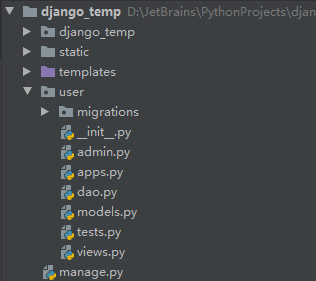 django_temp D:\JetBrains\PythonProjects\djan
django_temp
static
templates
user
migrations
__init__.py
admin.py
apps.py
dao.py
models.py
tests.py
views.py
manage.py